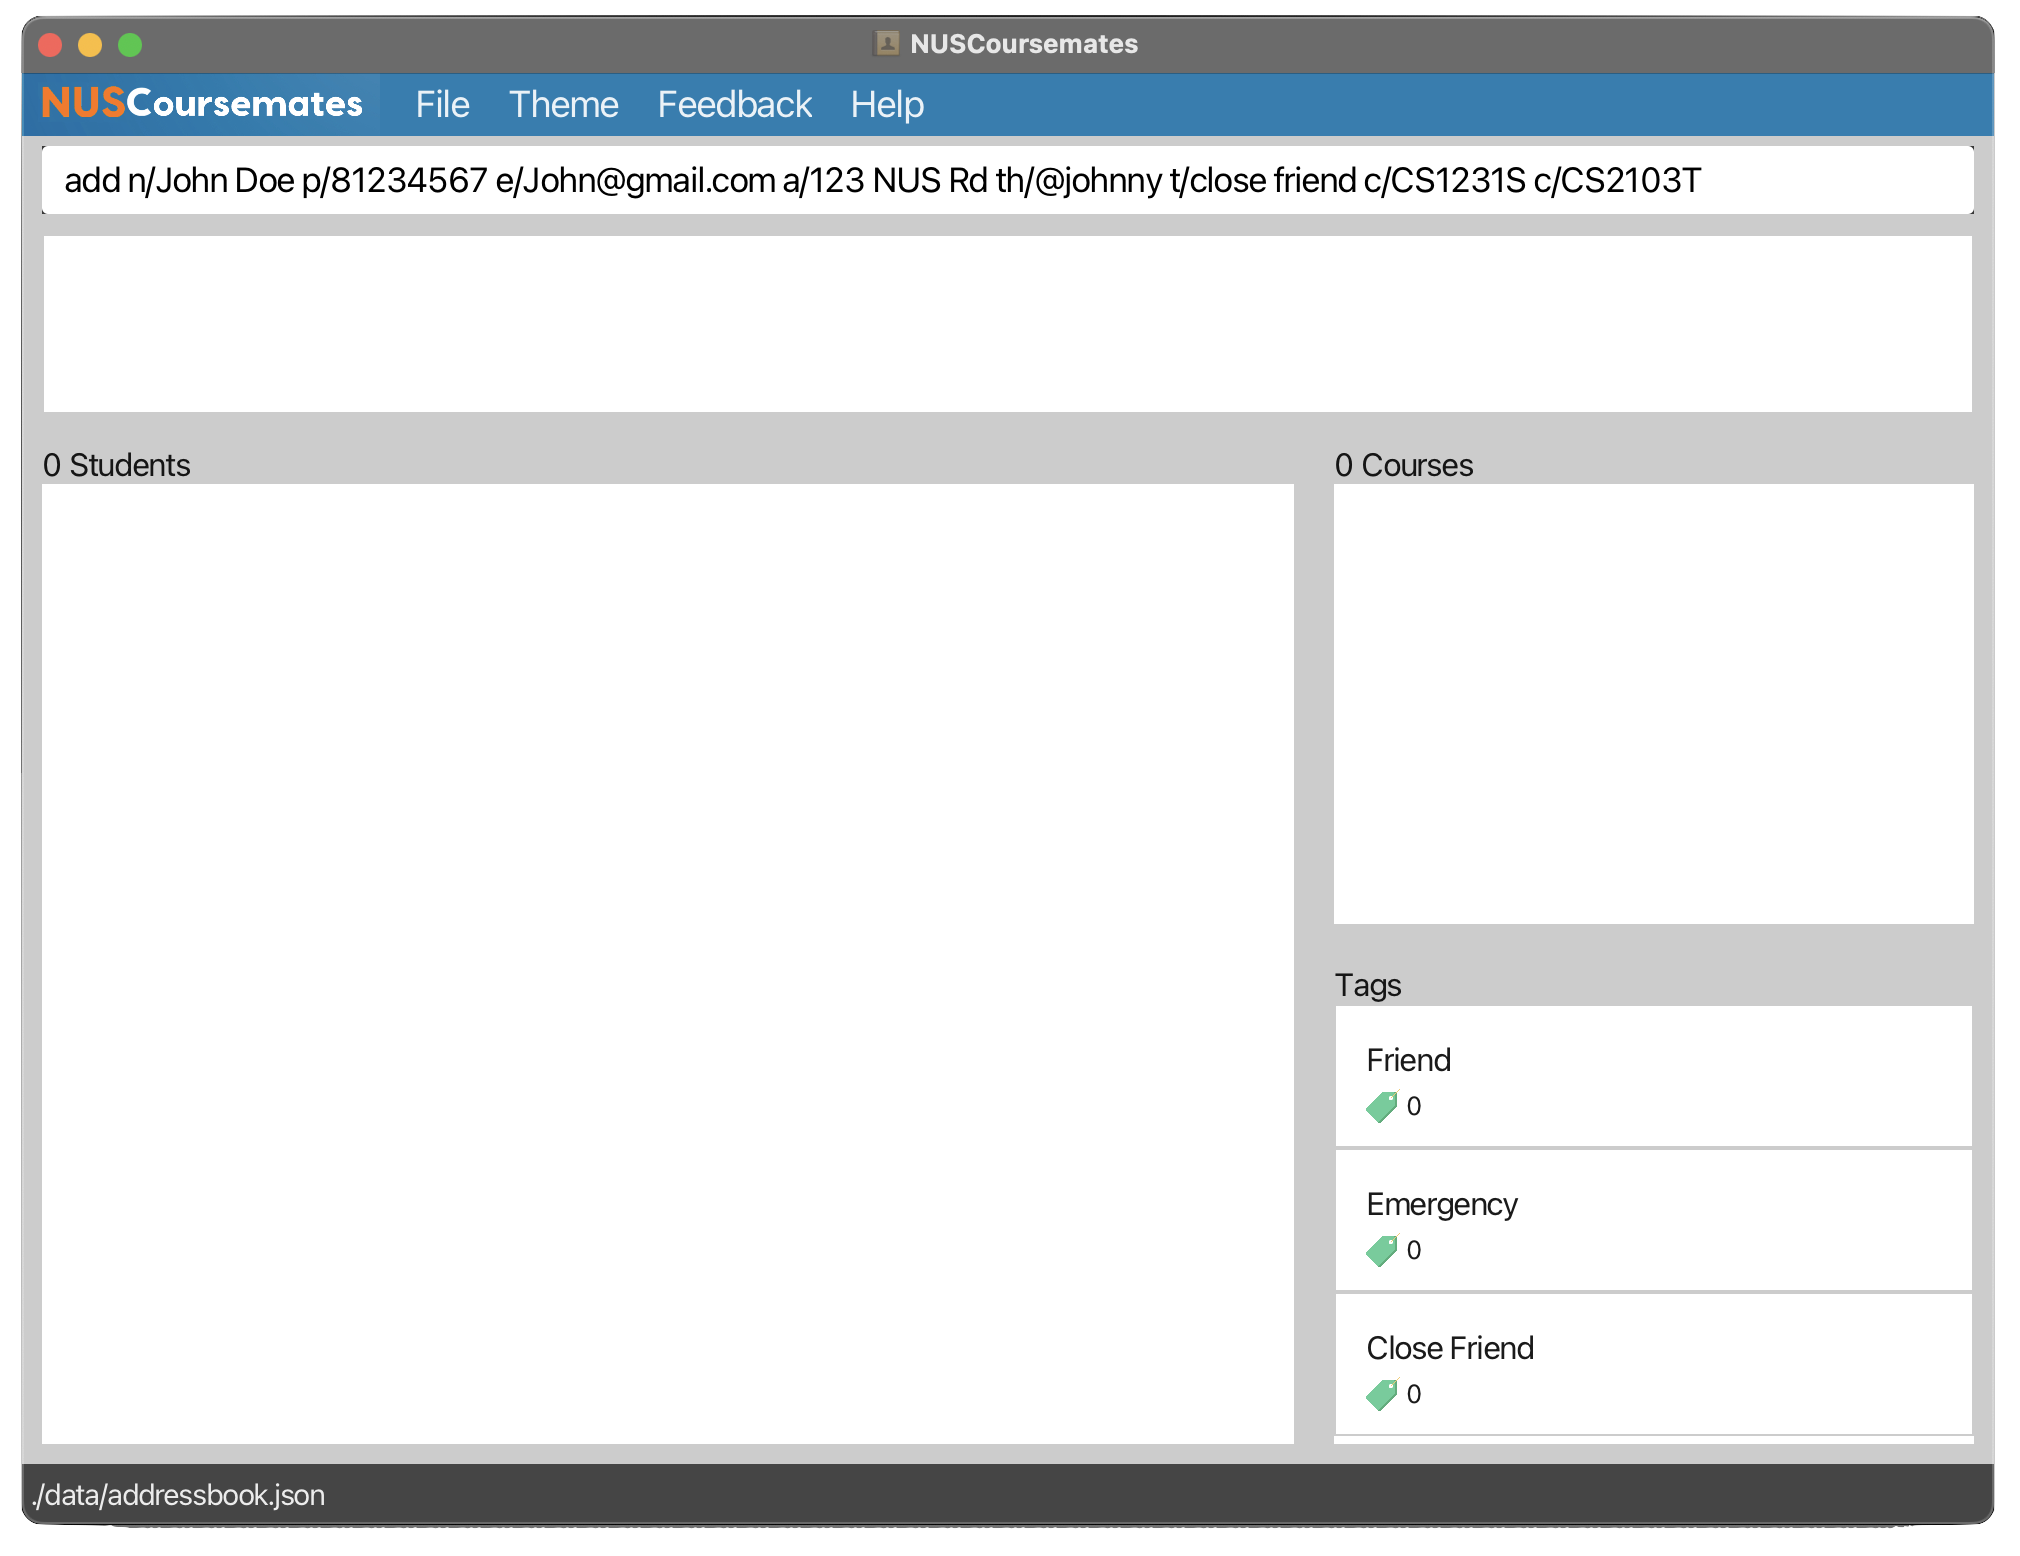 NUSCoursemates
NUSCoursemates File Theme Feedback Help
add n/John Doe p/81234567 e/John@gmail.com a/123 NUS Rd th/@johnny t/close friend c/CS1231S c/CS2103T
0 Students
0 Courses
Tags
Friend
0
Emergency
0
Close Friend
0
./data/addressbook.json